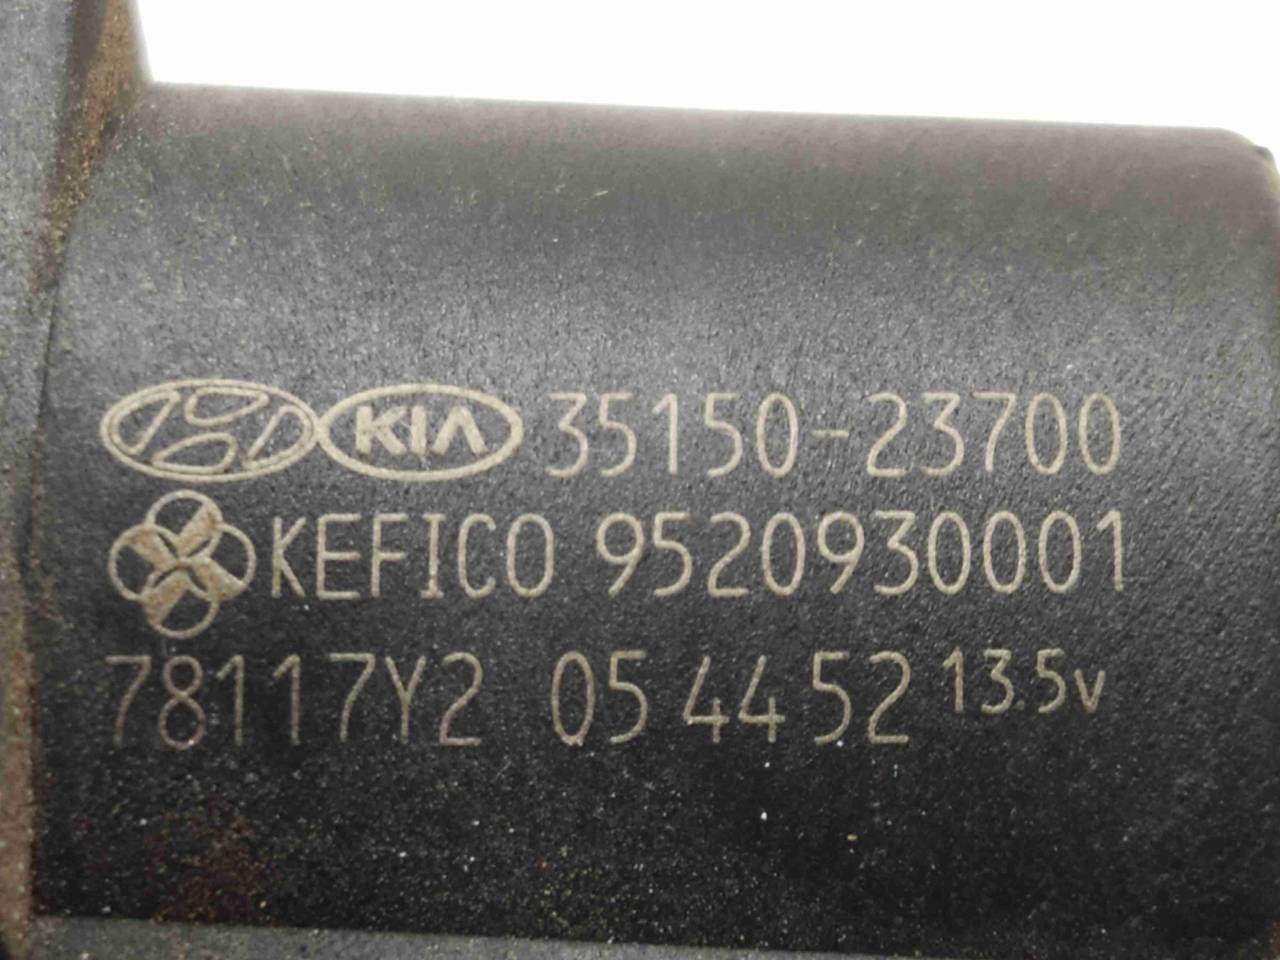 KIA 35150-23700
KEFICO 9520930001
78117Y2 05 44 52 13.5v